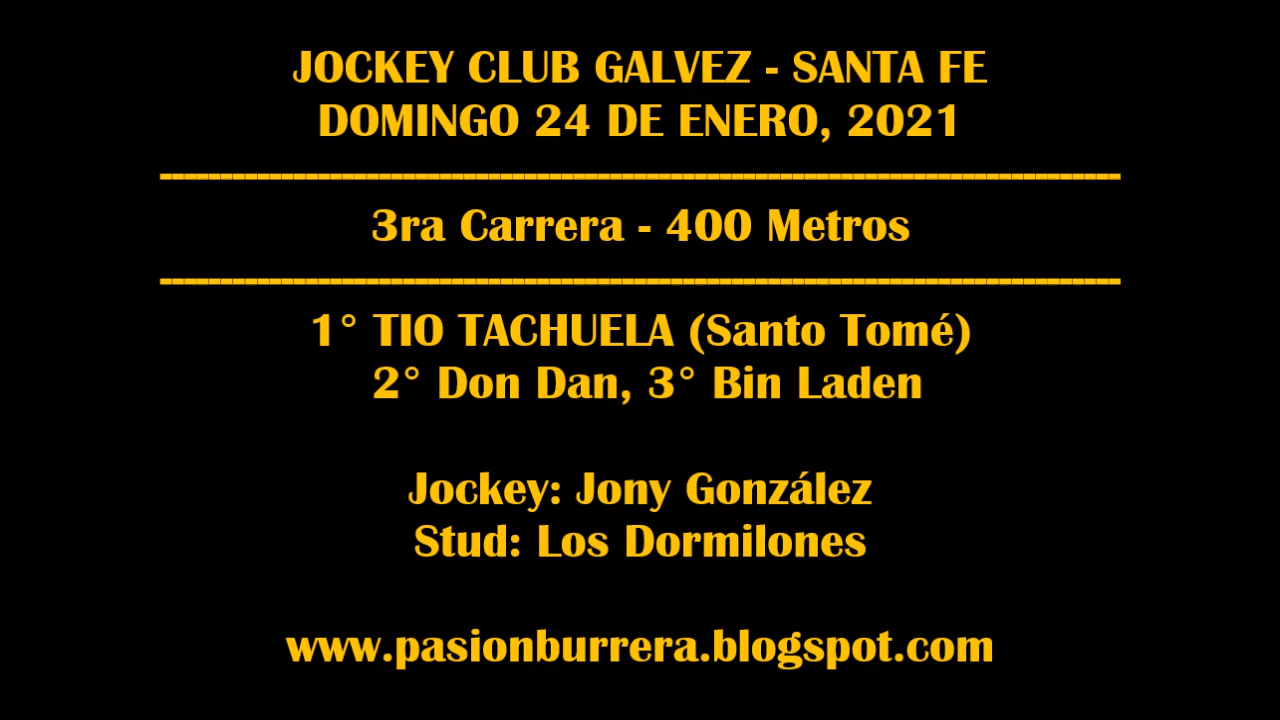 JOCKEY CLUB GALVEZ - SANTA FE
DOMINGO 24 DE ENERO, 2021
3ra Carrera - 400 Metros
1° TIO TACHUELA (Santo Tomé)
2° Don Dan, 3° Bin Laden
Jockey: Jony González
Stud: Los Dormilones
www.pasionburrera.blogspot.com